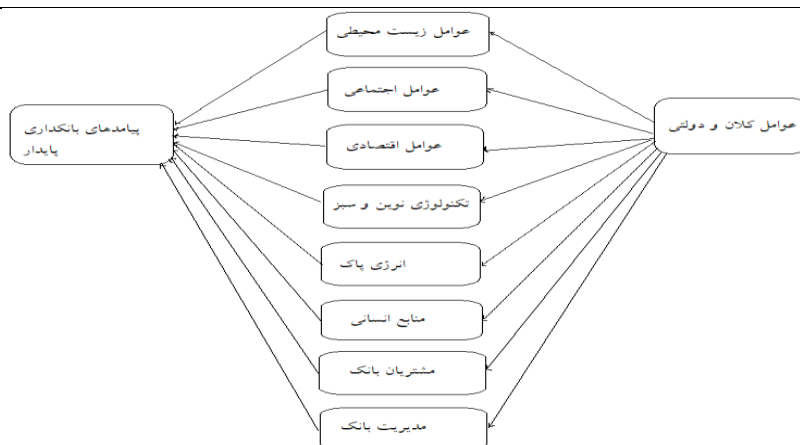 عوامل زیست محیطی
عوامل اجتماعی
عوامل اقتصادی
تکنولوژی نوین و سبز
انرژی پاک
منابع انسانی
مشتریان بانک
مدیریت بانک
عوامل کلان و دولتی
پیامدهای بانکداری
پایدار